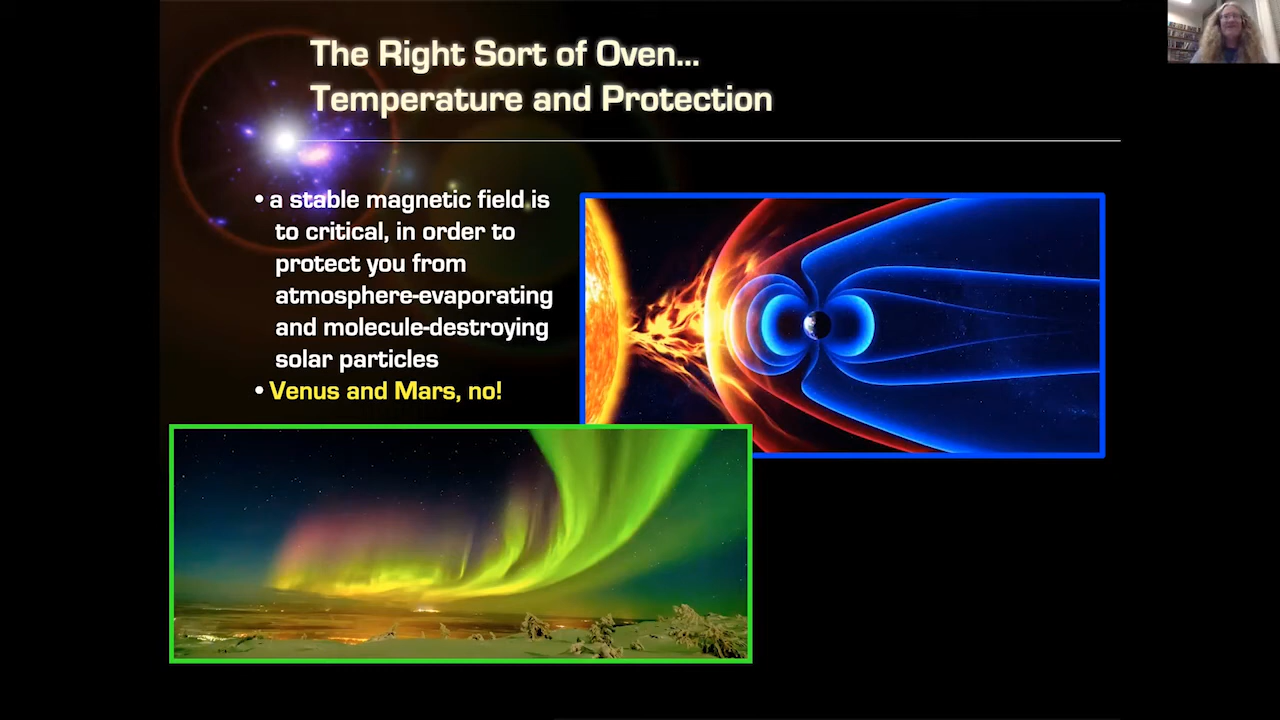 The Right Sort of Oven...
Temperature and Protection
• a stable magnetic field is
to critical, in order to
protect you from
atmosphere-evaporating
and molecule-destroying
solar particles
• Venus and Mars, no!